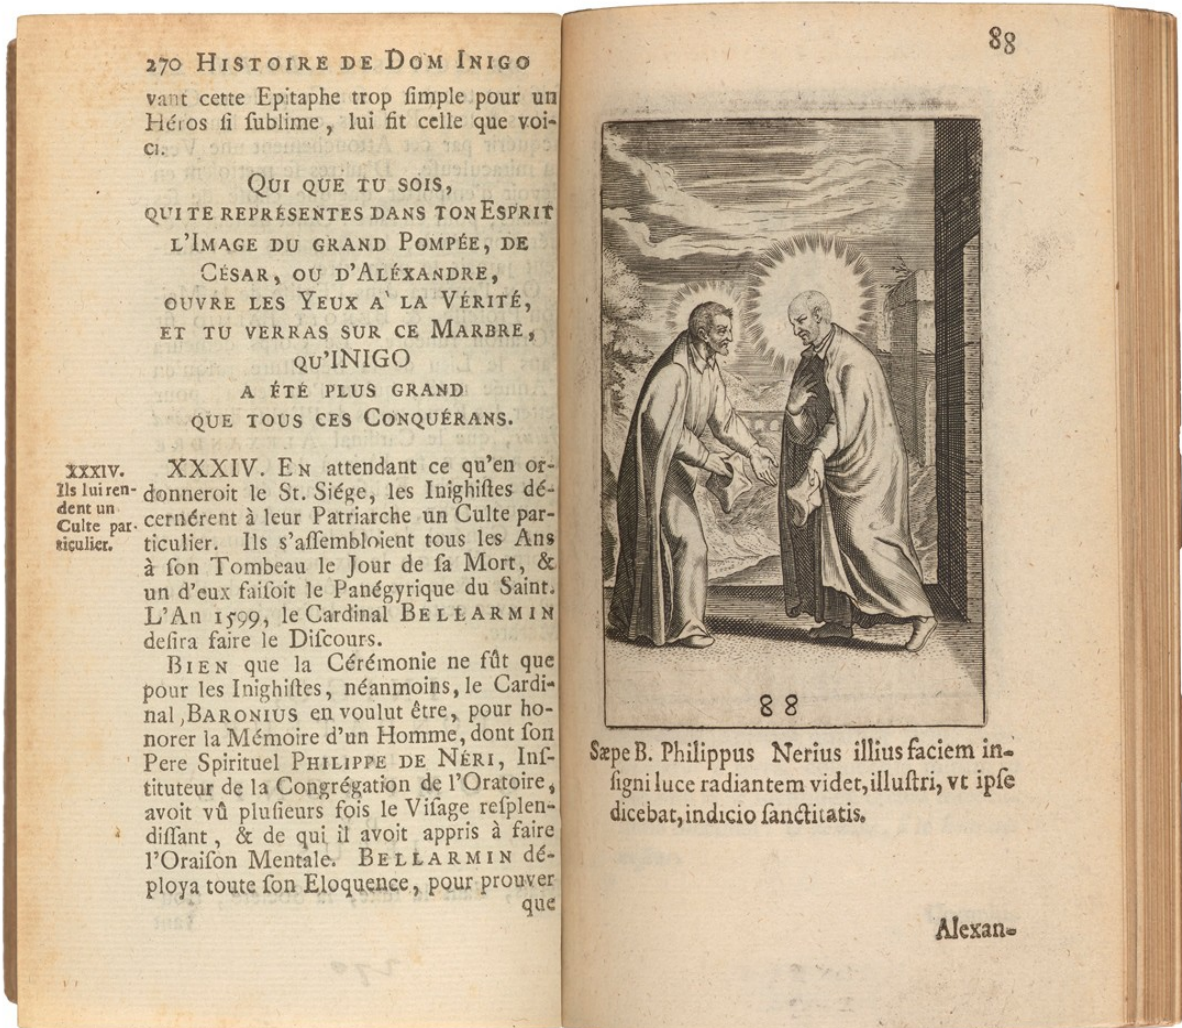 270 HISTOIRE DE DOM INIGO
vant cette Epitaphe trop ſimple pour un
Héros ſi ſublime, lui fit celle que voi-
ci.
QUI QUE TU SOIS,
QUI TE REPRÉSENTES DANS TON ESPRIT
L'IMAGE DU GRAND POMPÉE, DE
CÉSAR, OU D'ALÉXANDRE,
OUVRE LES YEUX A` LA VÉRITÉ,
ET TU VERRAS SUR CE MARBRE,
QU'INIGO
A ÉTÉ PLUS GRAND
QUE TOUS CES CONQUÉRANS.
XXXIV.
Ils lui ren-
dent un
Culte par-
ticulier.
XXXIV. EN attendant ce qu'en or-
donneroit le St. Siége, les Inighiſtes dé-
cernérent à leur Patriarche un Culte par-
ticulier. Ils s'aſſembloient tous les Ans
à ſon Tombeau le Jour de ſa Mort, &
un d'eux faiſoit le Panégyrique du Saint.
L'An 1599, le Cardinal BELLARMIN
deſira faire le Diſcours.
BIEN que la Cérémonie ne fût que
pour les Inighiſtes, néanmoins, le Cardi-
nal BARONIUS en voulut être, pour ho-
norer la Mémoire d'un Homme, dont ſon
Pere Spirituel PHILIPPE DE NÉRI, Inſ-
tituteur de la Congrégation de l'Oratoire,
avoit vû pluſieurs fois le Viſage reſplen-
diſſant, & de qui il avoit appris à faire
l'Oraiſon Mentale. BELLARMIN dé-
ploya toute ſon Eloquence, pour prouver
que
88
88
Sæpe B. Philippus Nerius illius faciem in-
ſigni luce radiantem videt, illuſtri, vt ipſe
dicebat, indicio ſanctitatis.
Alexan-